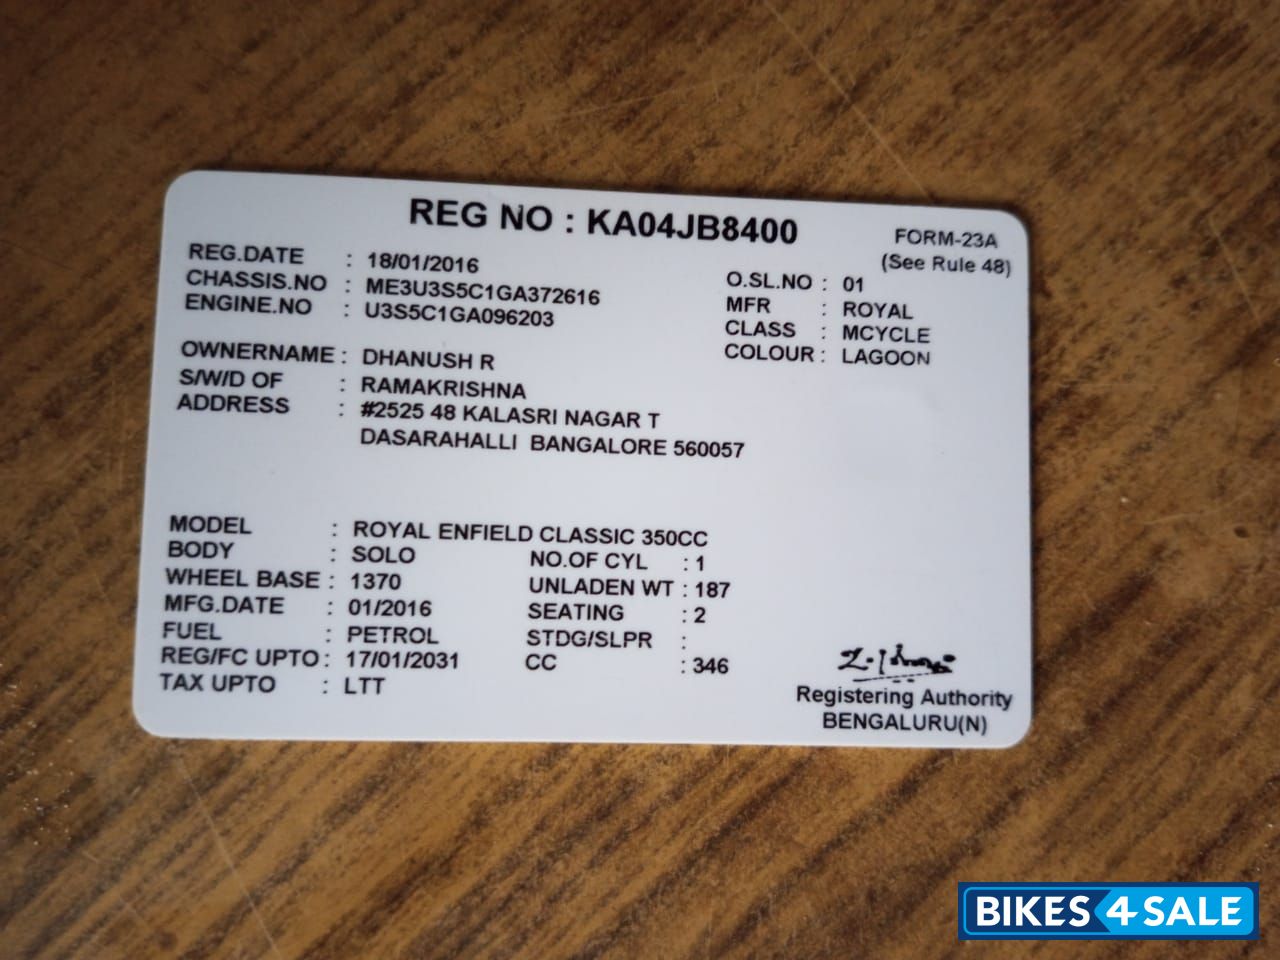 REG NO : KA04JB8400
FORM-23A
(See Rule 48)
REG.DATE : 18/01/2016
CHASSIS.NO : ME3U3S5C1GA372616
ENGINE.NO : U3S5C1GA096203
O.SL.NO : 01
MFR : ROYAL
CLASS : MCYCLE
COLOUR : LAGOON
OWNERNAME : DHANUSH R
S/W/D OF : RAMAKRISHNA
ADDRESS : #2525 48 KALASRI NAGAR T
DASARAHALLI BANGALORE 560057
MODEL : ROYAL ENFIELD CLASSIC 350CC
BODY : SOLO NO.OF CYL : 1
WHEEL BASE : 1370 UNLADEN WT : 187
MFG.DATE : 01/2016 SEATING : 2
FUEL : PETROL STDG/SLPR :
REG/FC UPTO : 17/01/2031 CC : 346
TAX UPTO : LTT
Registering Authority
BENGALURU(N)
BIKES4SALE